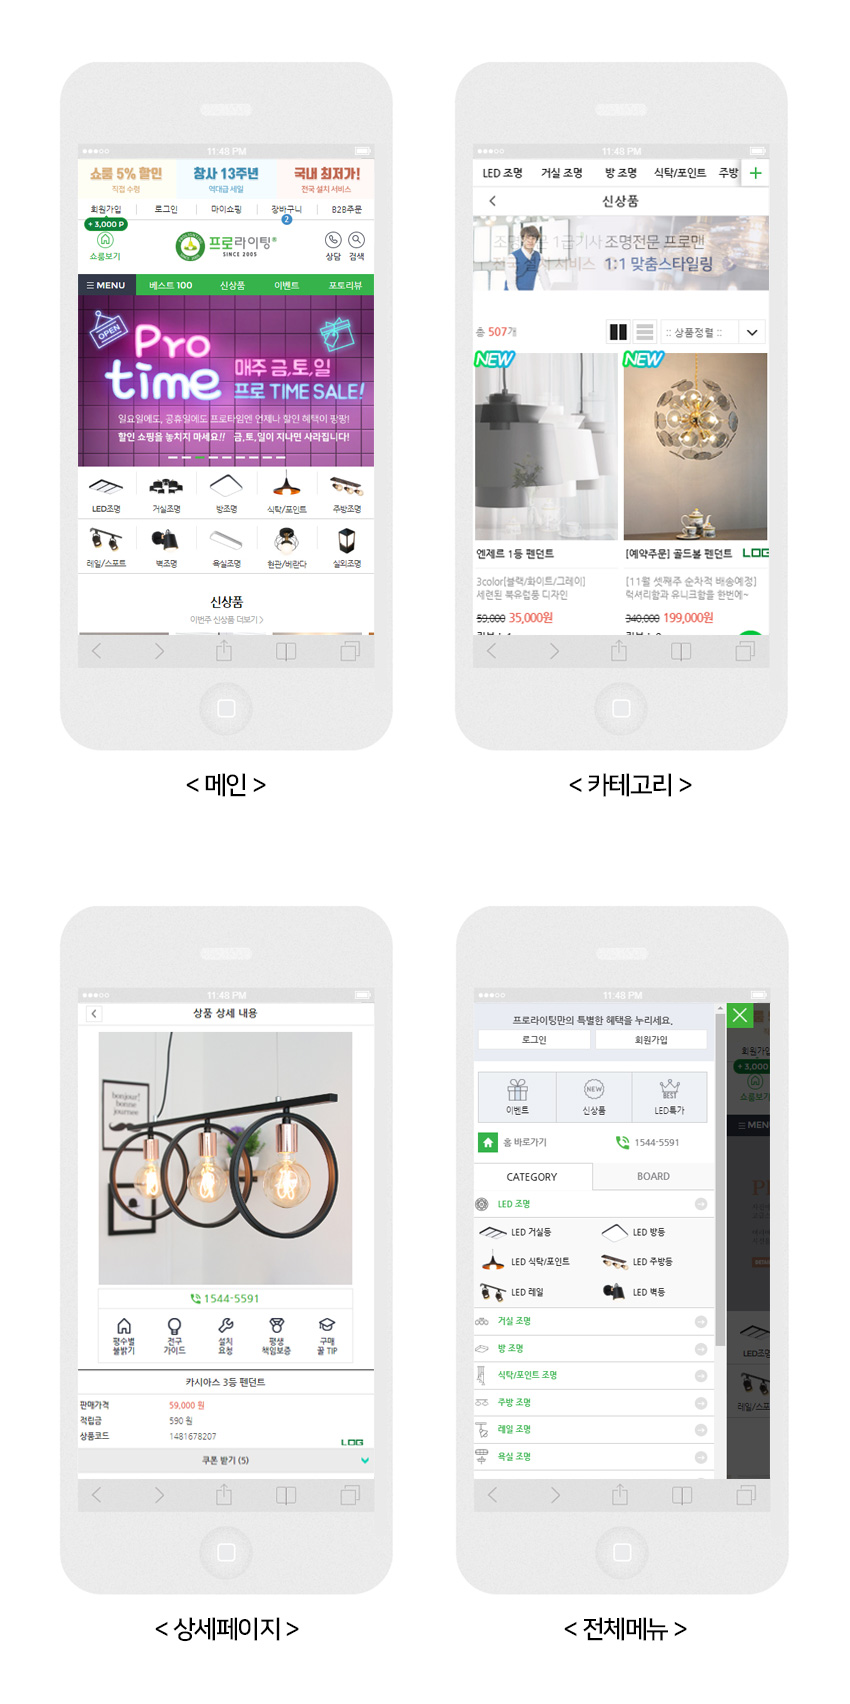 11:48 PM
쇼룸 5% 할인
직접 수령
창사 13주년
역대급 세일
국내 최저가!
전국 설치 서비스
회원가입 로그인 마이쇼핑 장바구니 B2B주문
+ 3,000 P
2
쇼룸보기
프로라이팅®
SINCE 2005
상담 검색
MENU 베스트 100 신상품 이벤트 포토리뷰
OPEN
Pro
time
매주 금,토,일
프로 TIME SALE!
일요일에도, 공휴일에도 프로타임엔 언제나 할인 혜택이 팡팡!
할인 쇼핑을 놓치지 마세요!! 금,토,일이 지나면 사라집니다!
LED조명 거실조명 방조명 식탁/포인트 주방조명
레일/스포트 벽조명 욕실조명 현관/베란다 실외조명
신상품
이번주 신상품 더보기 >
< 메인 >
11:48 PM
LED 조명 거실 조명 방 조명 식탁/포인트 주방
신상품
조명전문 프로맨
1:1 맞춤스타일링
총 507개
:: 상품정렬 ::
NEW
NEW
엔제르 1등 펜던트
3color[블랙/화이트/그레이]
세련된 북유럽풍 디자인
59,000 35,000원
[예약주문] 골드볼 펜던트
LOG
[11월 셋째주 순차적 배송예정]
럭셔리함과 유니크함을 한번에~
340,000 199,000원
< 카테고리 >
11:48 PM
상품 상세 내용
bonjour!
bonne
journee
1544-5591
평수별
불밝기
전구
가이드
설치
요청
평생
책임보증
구매
꿀 TIP
카시아스 3등 펜던트
판매가격 59,000 원
적립금 590 원
상품코드 1481678207
LOG
쿠폰 받기 (5)
< 상세페이지 >
11:48 PM
프로라이팅만의 특별한 혜택을 누리세요.
로그인 회원가입
NEW
BEST
이벤트 신상품 LED특가
홈 바로가기 1544-5591
CATEGORY BOARD
LED 조명
LED 거실등 LED 방등
LED 식탁/포인트 LED 주방등
LED 레일 LED 벽등
거실 조명
방 조명
식탁/포인트 조명
주방 조명
레일 조명
욕실 조명
회원가입
+ 3,000
쇼룸보기
MENU
LED조명
레일/스포
< 전체메뉴 >